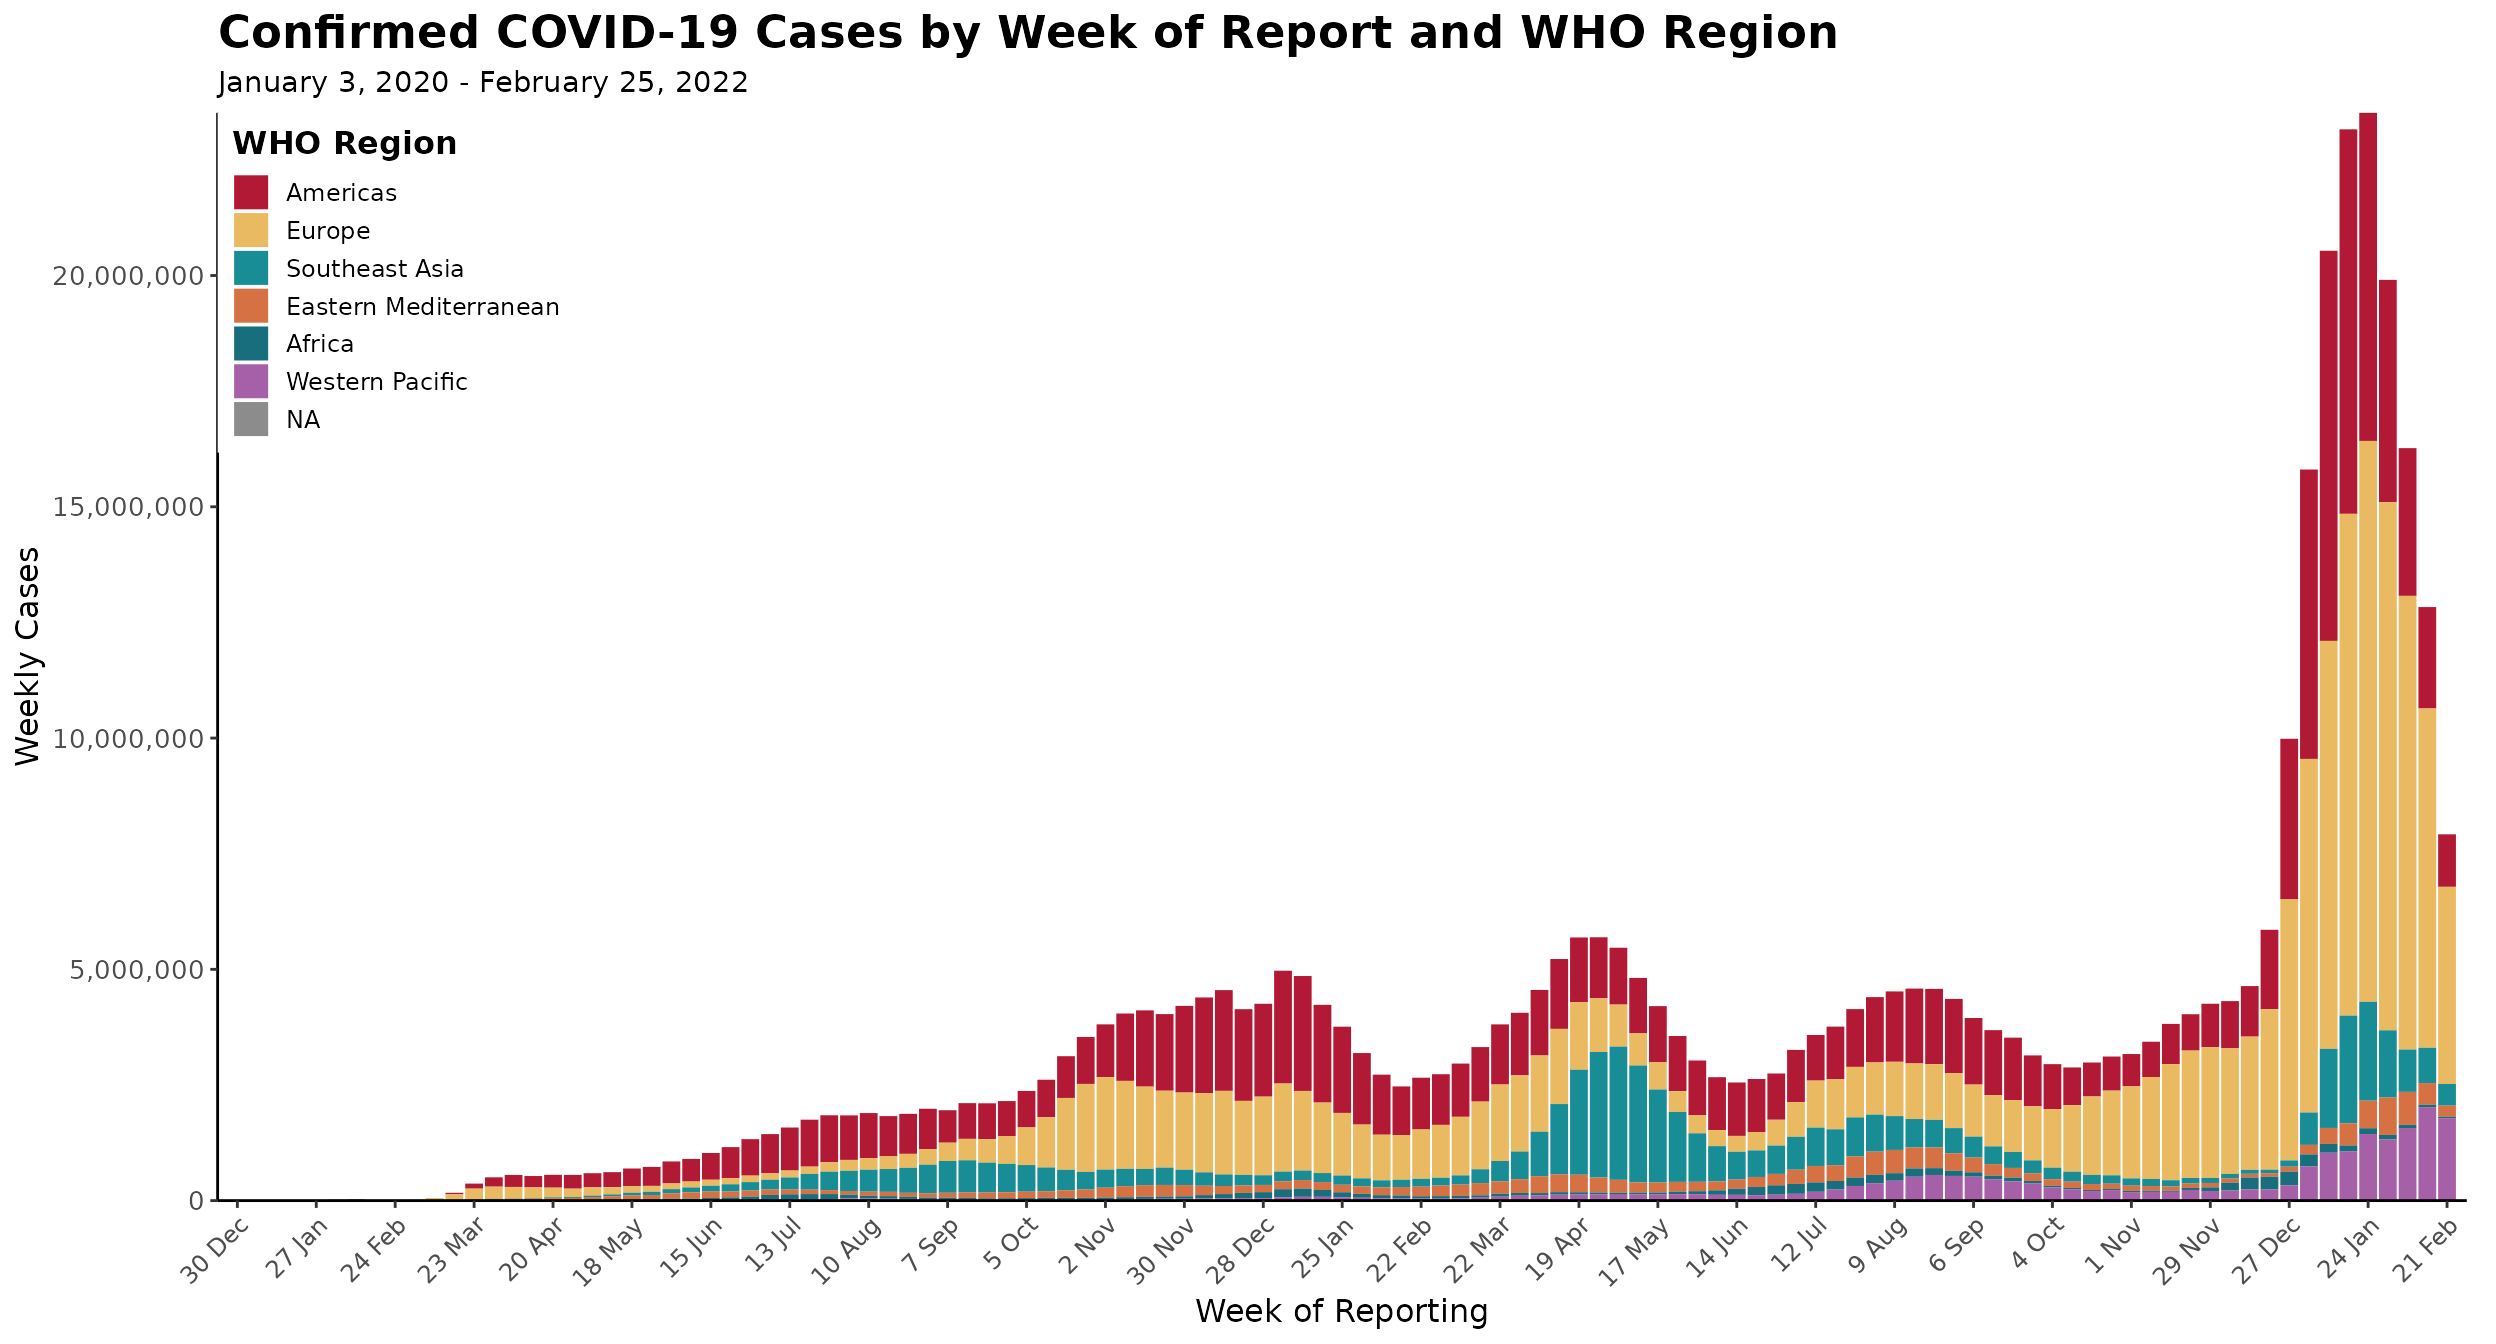 Confirmed COVID-19 Cases by Week of Report and WHO Region
January 3, 2020 - February 25, 2022
WHO Region
Americas
Europe
Southeast Asia
Eastern Mediterranean
Africa
Western Pacific
NA
Weekly Cases
20,000,000
15,000,000
10,000,000
5,000,000
0
30 Dec
27 Jan
24 Feb
23 Mar
20 Apr
18 May
15 Jun
13 Jul
10 Aug
7 Sep
5 Oct
2 Nov
30 Nov
28 Dec
25 Jan
22 Feb
22 Mar
19 Apr
17 May
14 Jun
12 Jul
9 Aug
6 Sep
4 Oct
1 Nov
29 Nov
27 Dec
24 Jan
21 Feb
Week of Reporting